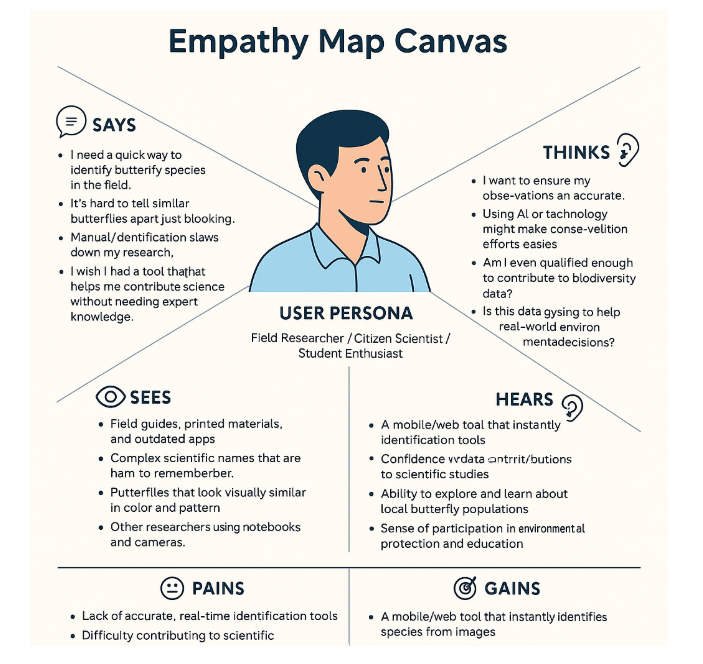 Empathy Map Canvas
SAYS
• I need a quick way to
identify butterify species
in the field.
• It's hard to tell simllar
butterflies apart just blooking.
• Manual/dentification slaws
down my research,
• I wish I had a tool thaţhat
helps me contribute science
without needing expert
knowledge.
THINKS
• I want to ensure my
obse-vations an accurate.
• Using AI or tachnology
might make conse-velition
efforts easies
• Am I even qualified enough
to contribute to blodiversity
data?
• Is this data gysing to help
real-world environ
mentadecisions?
USER PERSONA
Field Researcher / Citizen Scientist /
Student Enthusiast
SEES
• Field guides, printed materials,
and outdated apps
• Complex scientific names that are
ham to rememberber.
• Putterflles that look visually similar
in color and pattern
• Other researchers using notebooks
and cameras.
HEARS
• A mobile/web toal that instantly
identification tools
• Confidence to scientific studies
• Ability to explore and learn about
local butterfly populations
• Sense of participation in environmental
protection and education
PAINS
• Lack of accurate, real-time identification tools
• Difficulty contributing to scientific
GAINS
• A mobile/web tool that instantly identifies
species from images